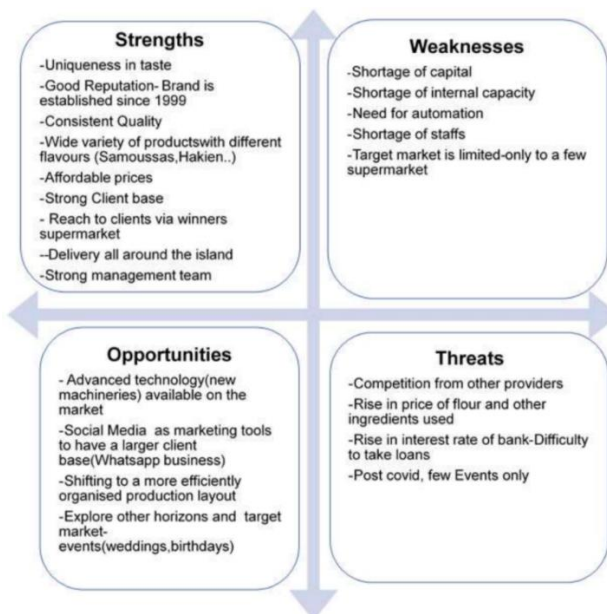 Strengths
-Uniqueness in taste
-Good Reputation- Brand is
established since 1999
-Consistent Quality
-Wide variety of productswith different
flavours (Samoussas,Hakien..)
-Affordable prices
-Strong Client base
- Reach to clients via winners
supermarket
--Delivery all around the island
-Strong management team
Weaknesses
-Shortage of capital
-Shortage of internal capacity
-Need for automation
-Shortage of staffs
-Target market is limited-only to a few
supermarket
Opportunities
- Advanced technology(new
machineries) available on the
market
-Social Media as marketing tools
to have a larger client
base(Whatsapp business)
-Shifting to a more efficiently
organised production layout
-Explore other horizons and target
market-
events(weddings,birthdays)
Threats
-Competition from other providers
-Rise in price of flour and other
ingredients used
-Rise in interest rate of bank-Difficulty
to take loans
-Post covid, few Events only